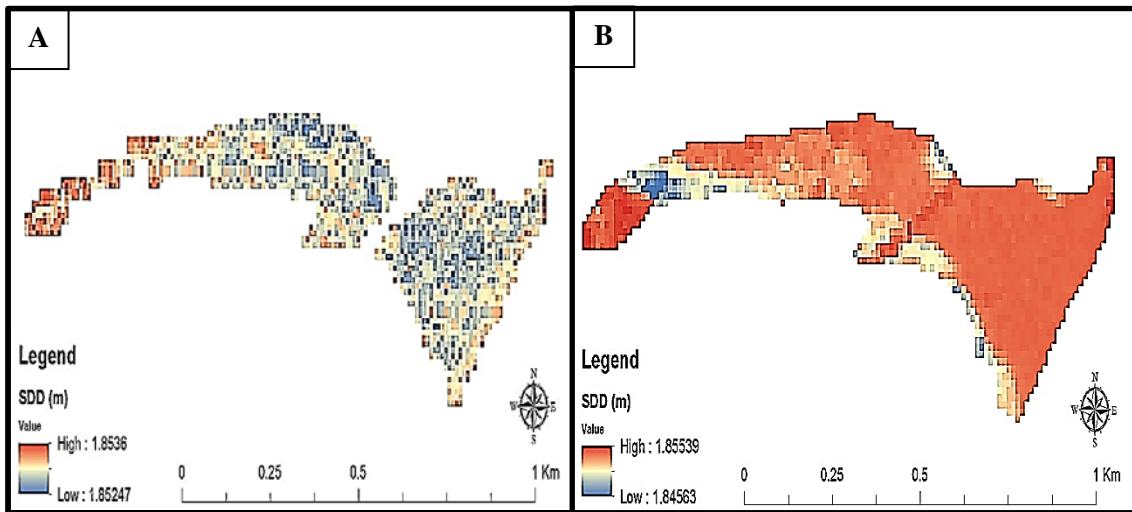 A
Legend
SDD (m)
Value
High : 1.8536
Low : 1.85247
N
W E
S
0 0.25 0.5 1 Km
B
Legend
SDD (m)
Value
High : 1.85539
Low : 1.84563
N
W E
S
0 0.25 0.5 1 Km